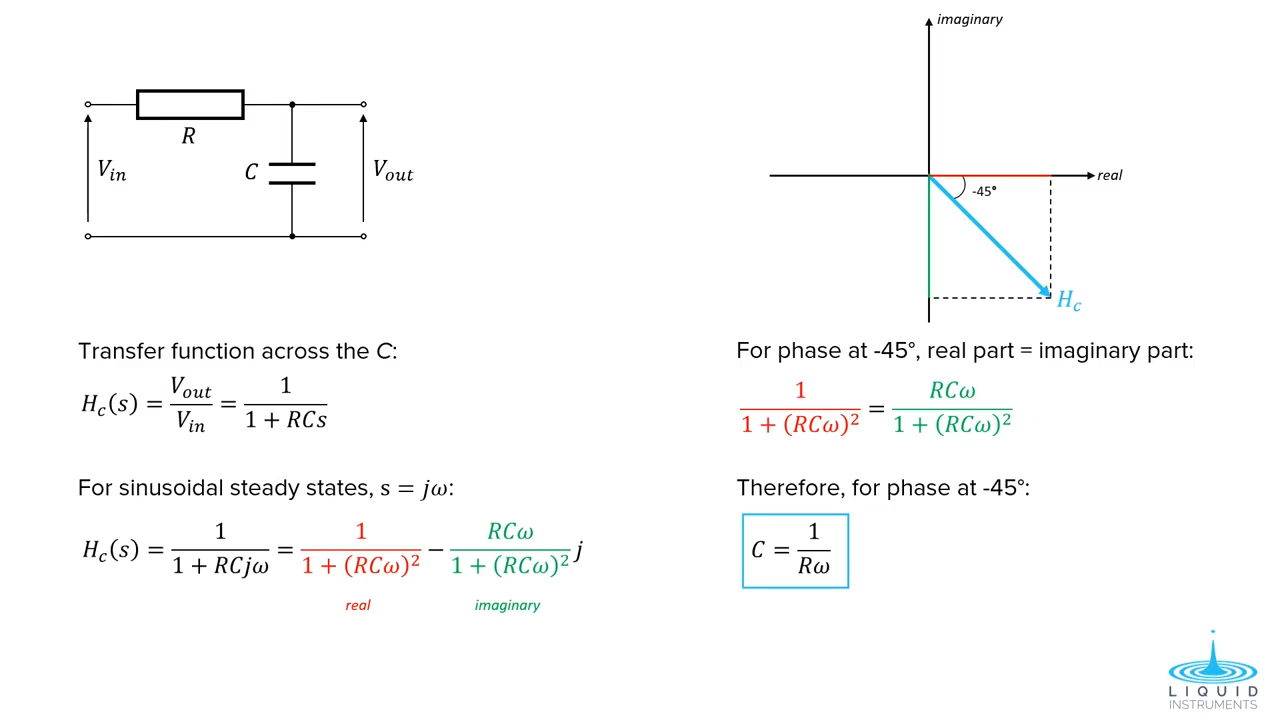 R
V_in
C
V_out
Transfer function across the C:
H_c(s) = V_out / V_in = 1 / (1 + RCs)
For sinusoidal steady states, s = jω:
H_c(s) = 1 / (1 + RCjω) = 1 / (1 + (RCω)²) − RCω / (1 + (RCω)²) j
real
imaginary
imaginary
real
-45°
H_c
For phase at -45°, real part = imaginary part:
1 / (1 + (RCω)²) = RCω / (1 + (RCω)²)
Therefore, for phase at -45°:
C = 1 / Rω
LIQUID
INSTRUMENTS